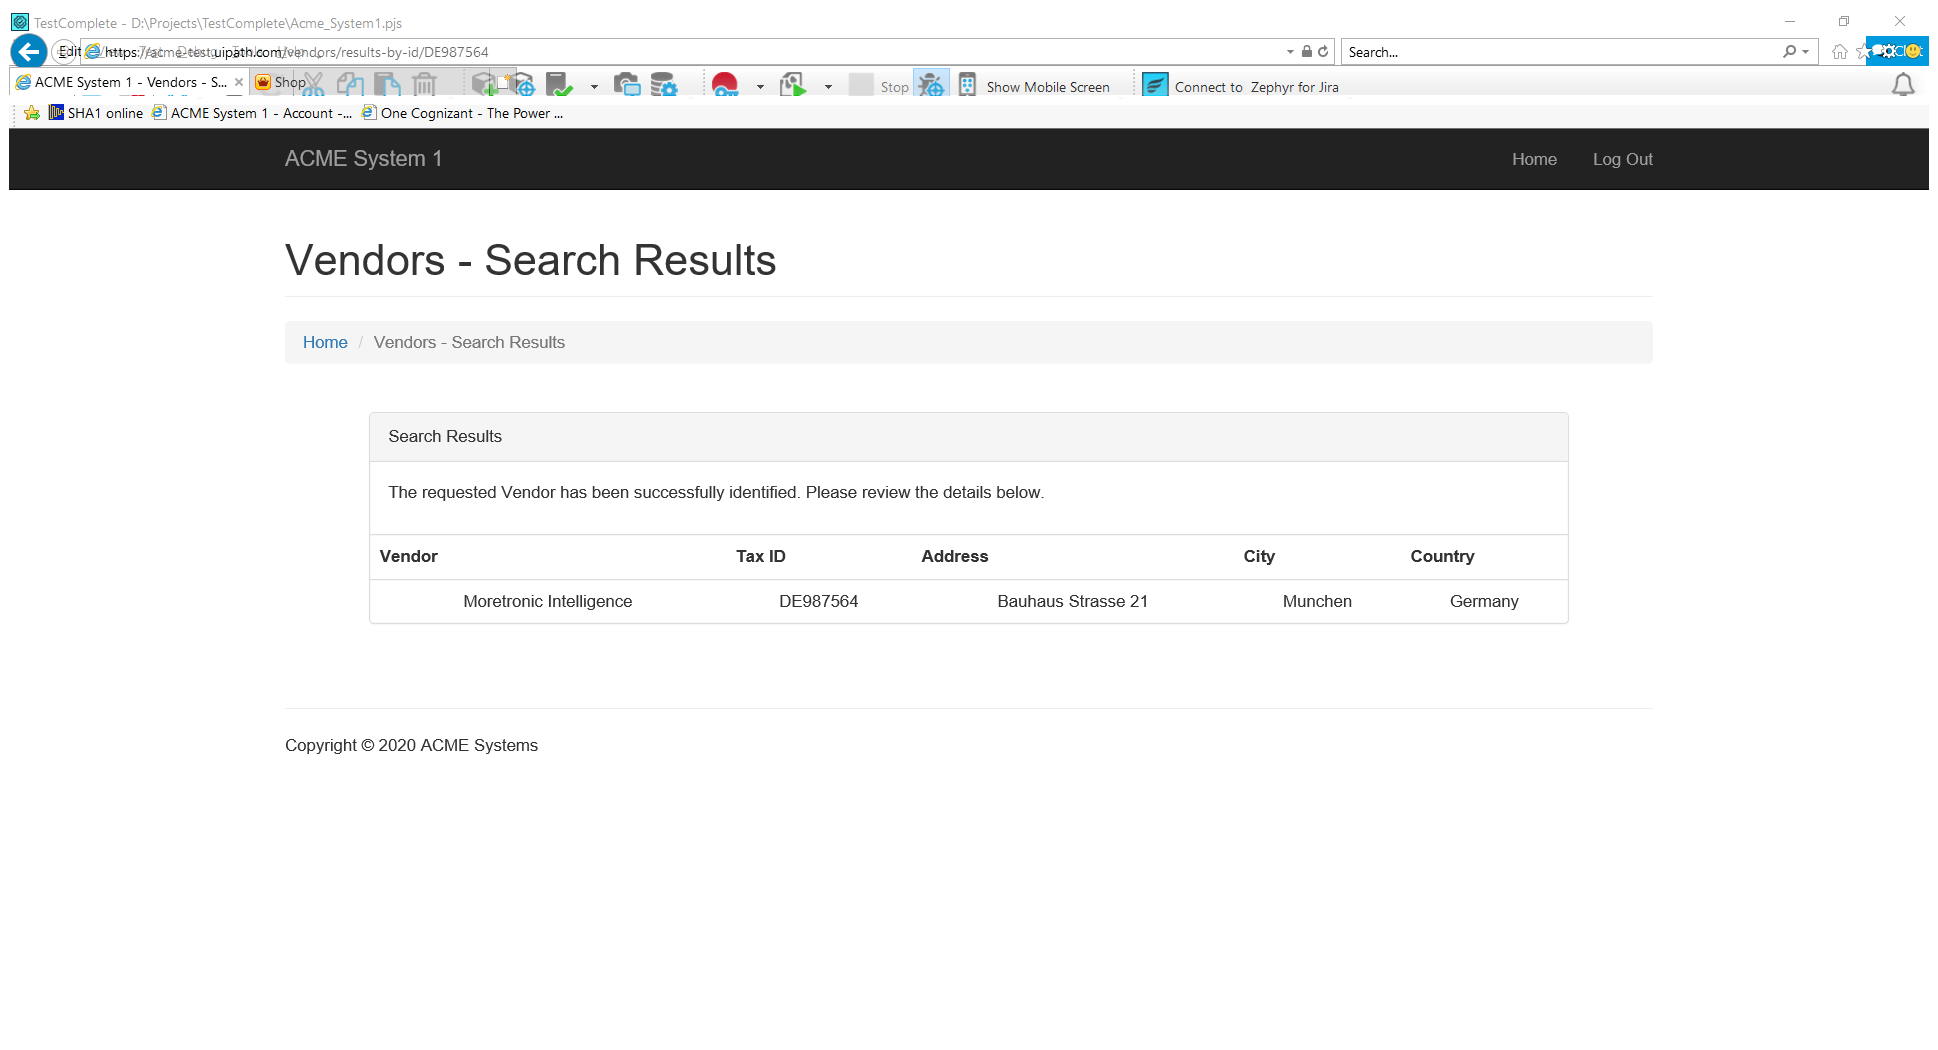 TestComplete - D:\Projects\TestComplete\Acme_System1.pjs
Edit https://acme-test.uipath.com/vendors/results-by-id/DE987564 Search...
ACME System 1 - Vendors - S... Shop Stop Show Mobile Screen Connect to Zephyr for Jira
SHA1 online ACME System 1 - Account -... One Cognizant - The Power ...
ACME System 1 Home Log Out
Vendors - Search Results
Home / Vendors - Search Results
Search Results
The requested Vendor has been successfully identified. Please review the details below.
Vendor Tax ID Address City Country
Moretronic Intelligence DE987564 Bauhaus Strasse 21 Munchen Germany
Copyright © 2020 ACME Systems